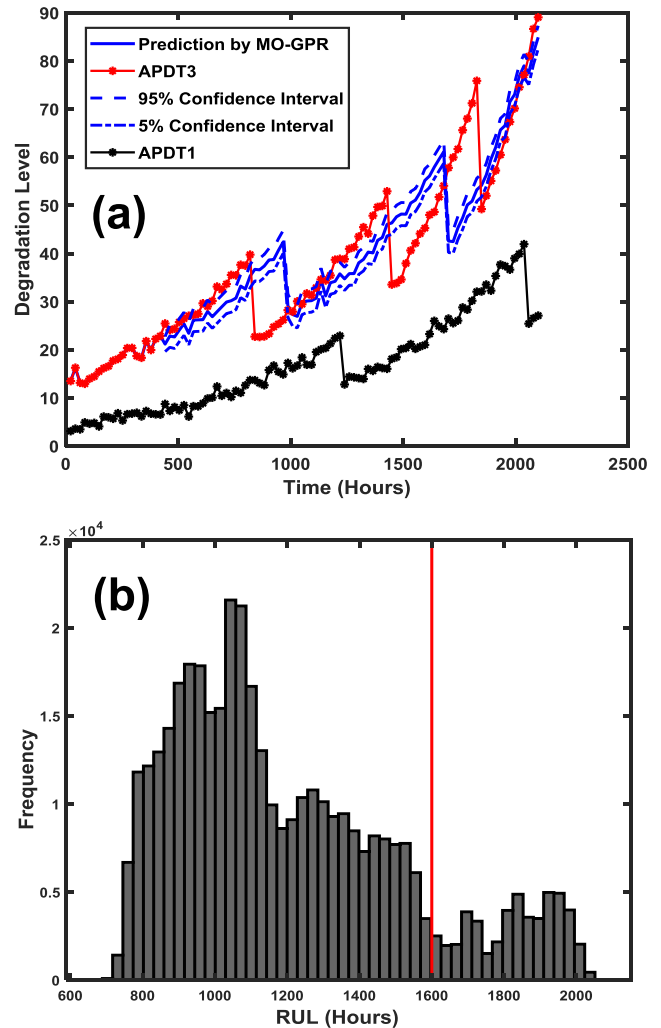 90
80
70
60
50
40
30
20
10
0
Degradation Level
Prediction by MO-GPR
APDT3
95% Confidence Interval
5% Confidence Interval
APDT1
(a)
0 500 1000 1500 2000 2500
Time (Hours)
×10⁴
2.5
2
1.5
1
0.5
0
Frequency
(b)
600 800 1000 1200 1400 1600 1800 2000
RUL (Hours)